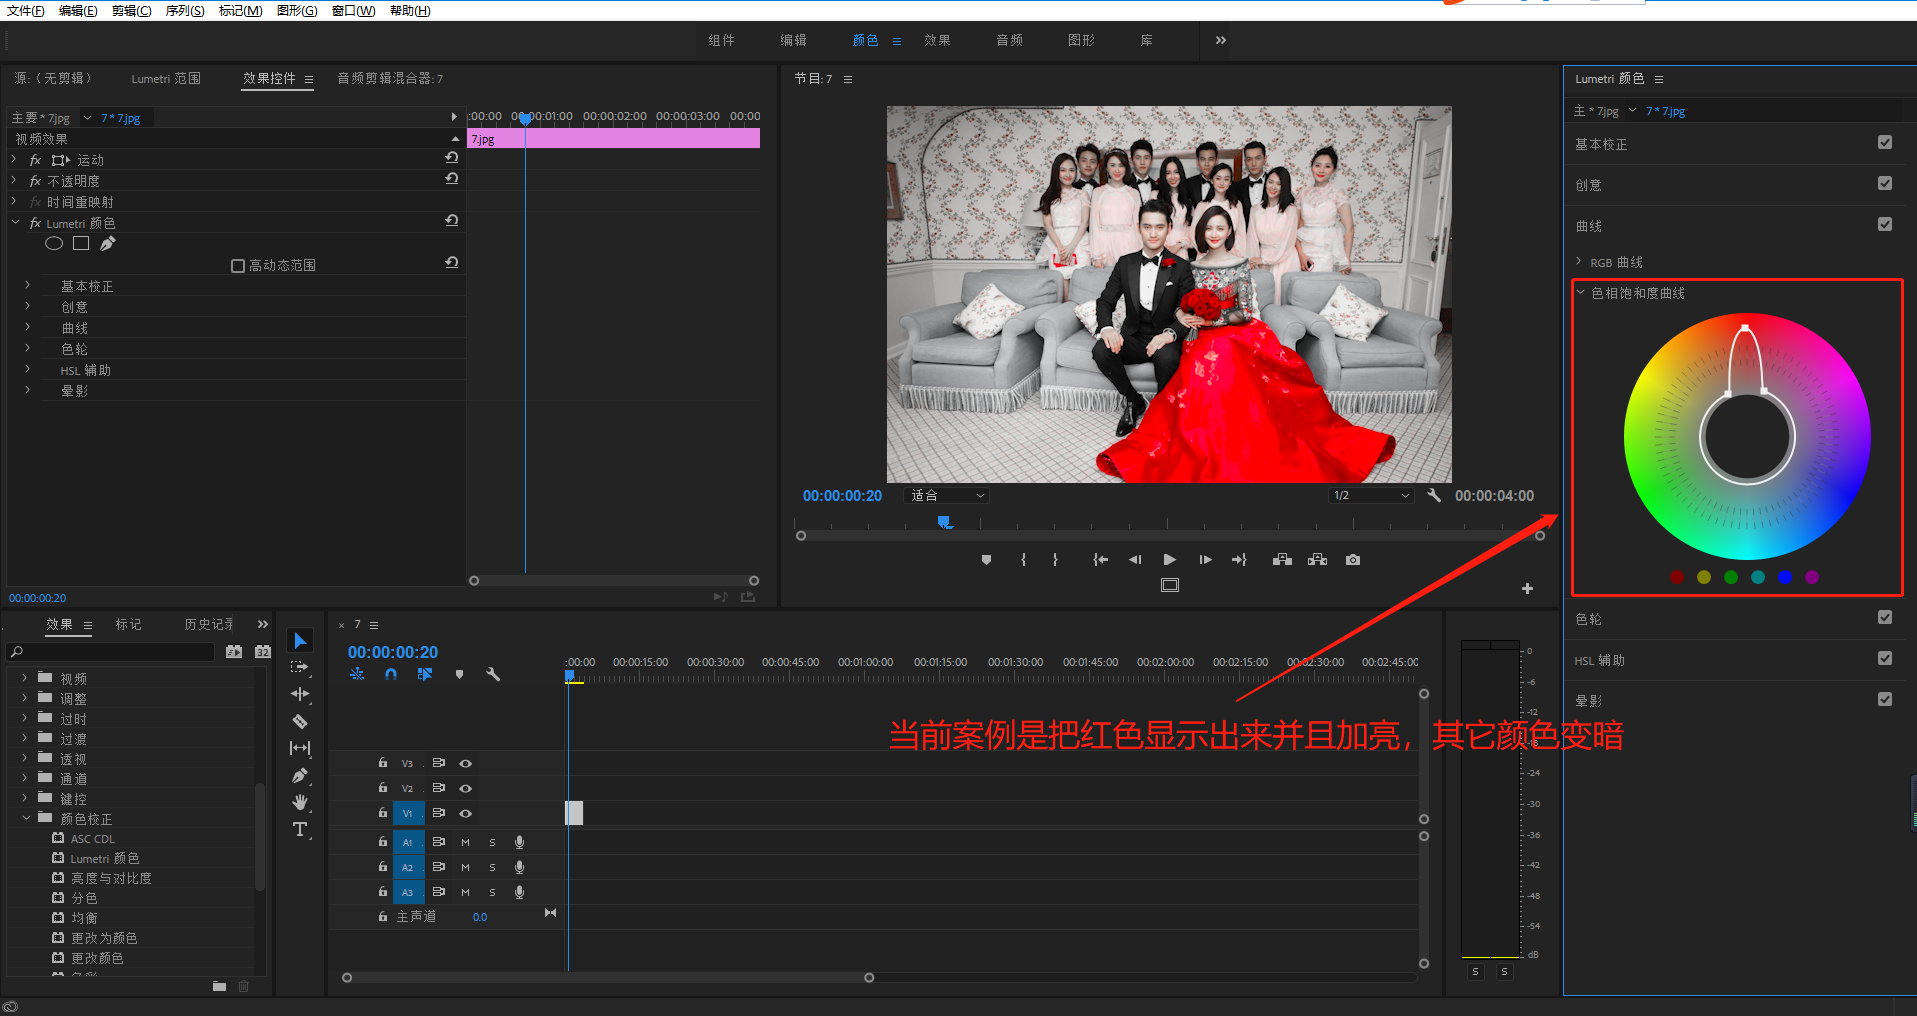 文件(F) 编辑(E) 剪辑(C) 序列(S) 标记(M) 图形(G) 窗口(W) 帮助(H)
组件 编辑 颜色 效果 音频 图形 库
源:（无剪辑） Lumetri 范围 效果控件 音频剪辑混合器: 7
主要 * 7.jpg 7 * 7.jpg
:00:00 00:00:01:00 00:00:02:00 00:00:03:00 00:00
视频效果
7.jpg
fx 运动
fx 不透明度
fx 时间重映射
fx Lumetri 颜色
高动态范围
基本校正
创意
曲线
色轮
HSL 辅助
晕影
00:00:00:20
节目: 7
00:00:00:20 适合 1/2 00:00:04:00
Lumetri 颜色
主 * 7.jpg 7 * 7.jpg
基本校正
创意
曲线
RGB 曲线
色相饱和度曲线
色轮
HSL 辅助
晕影
当前案例是把红色显示出来并且加亮，其它颜色变暗
效果 标记 历史记录
32
视频
调整
过时
过渡
透视
通道
键控
颜色校正
ASC CDL
Lumetri 颜色
亮度与对比度
分色
均衡
更改为颜色
更改颜色
T
× 7
00:00:00:20
:00:00 00:00:15:00 00:00:30:00 00:00:45:00 00:01:00:00 00:01:15:00 00:01:30:00 00:01:45:00 00:02:00:00 00:02:15:00 00:02:30:00 00:02:45:00
V3
V2
V1
A1 M S
A2 M S
A3 M S
主声道 0.0
0
-6
-12
-18
-24
-30
-36
-42
-48
-54
dB
S S